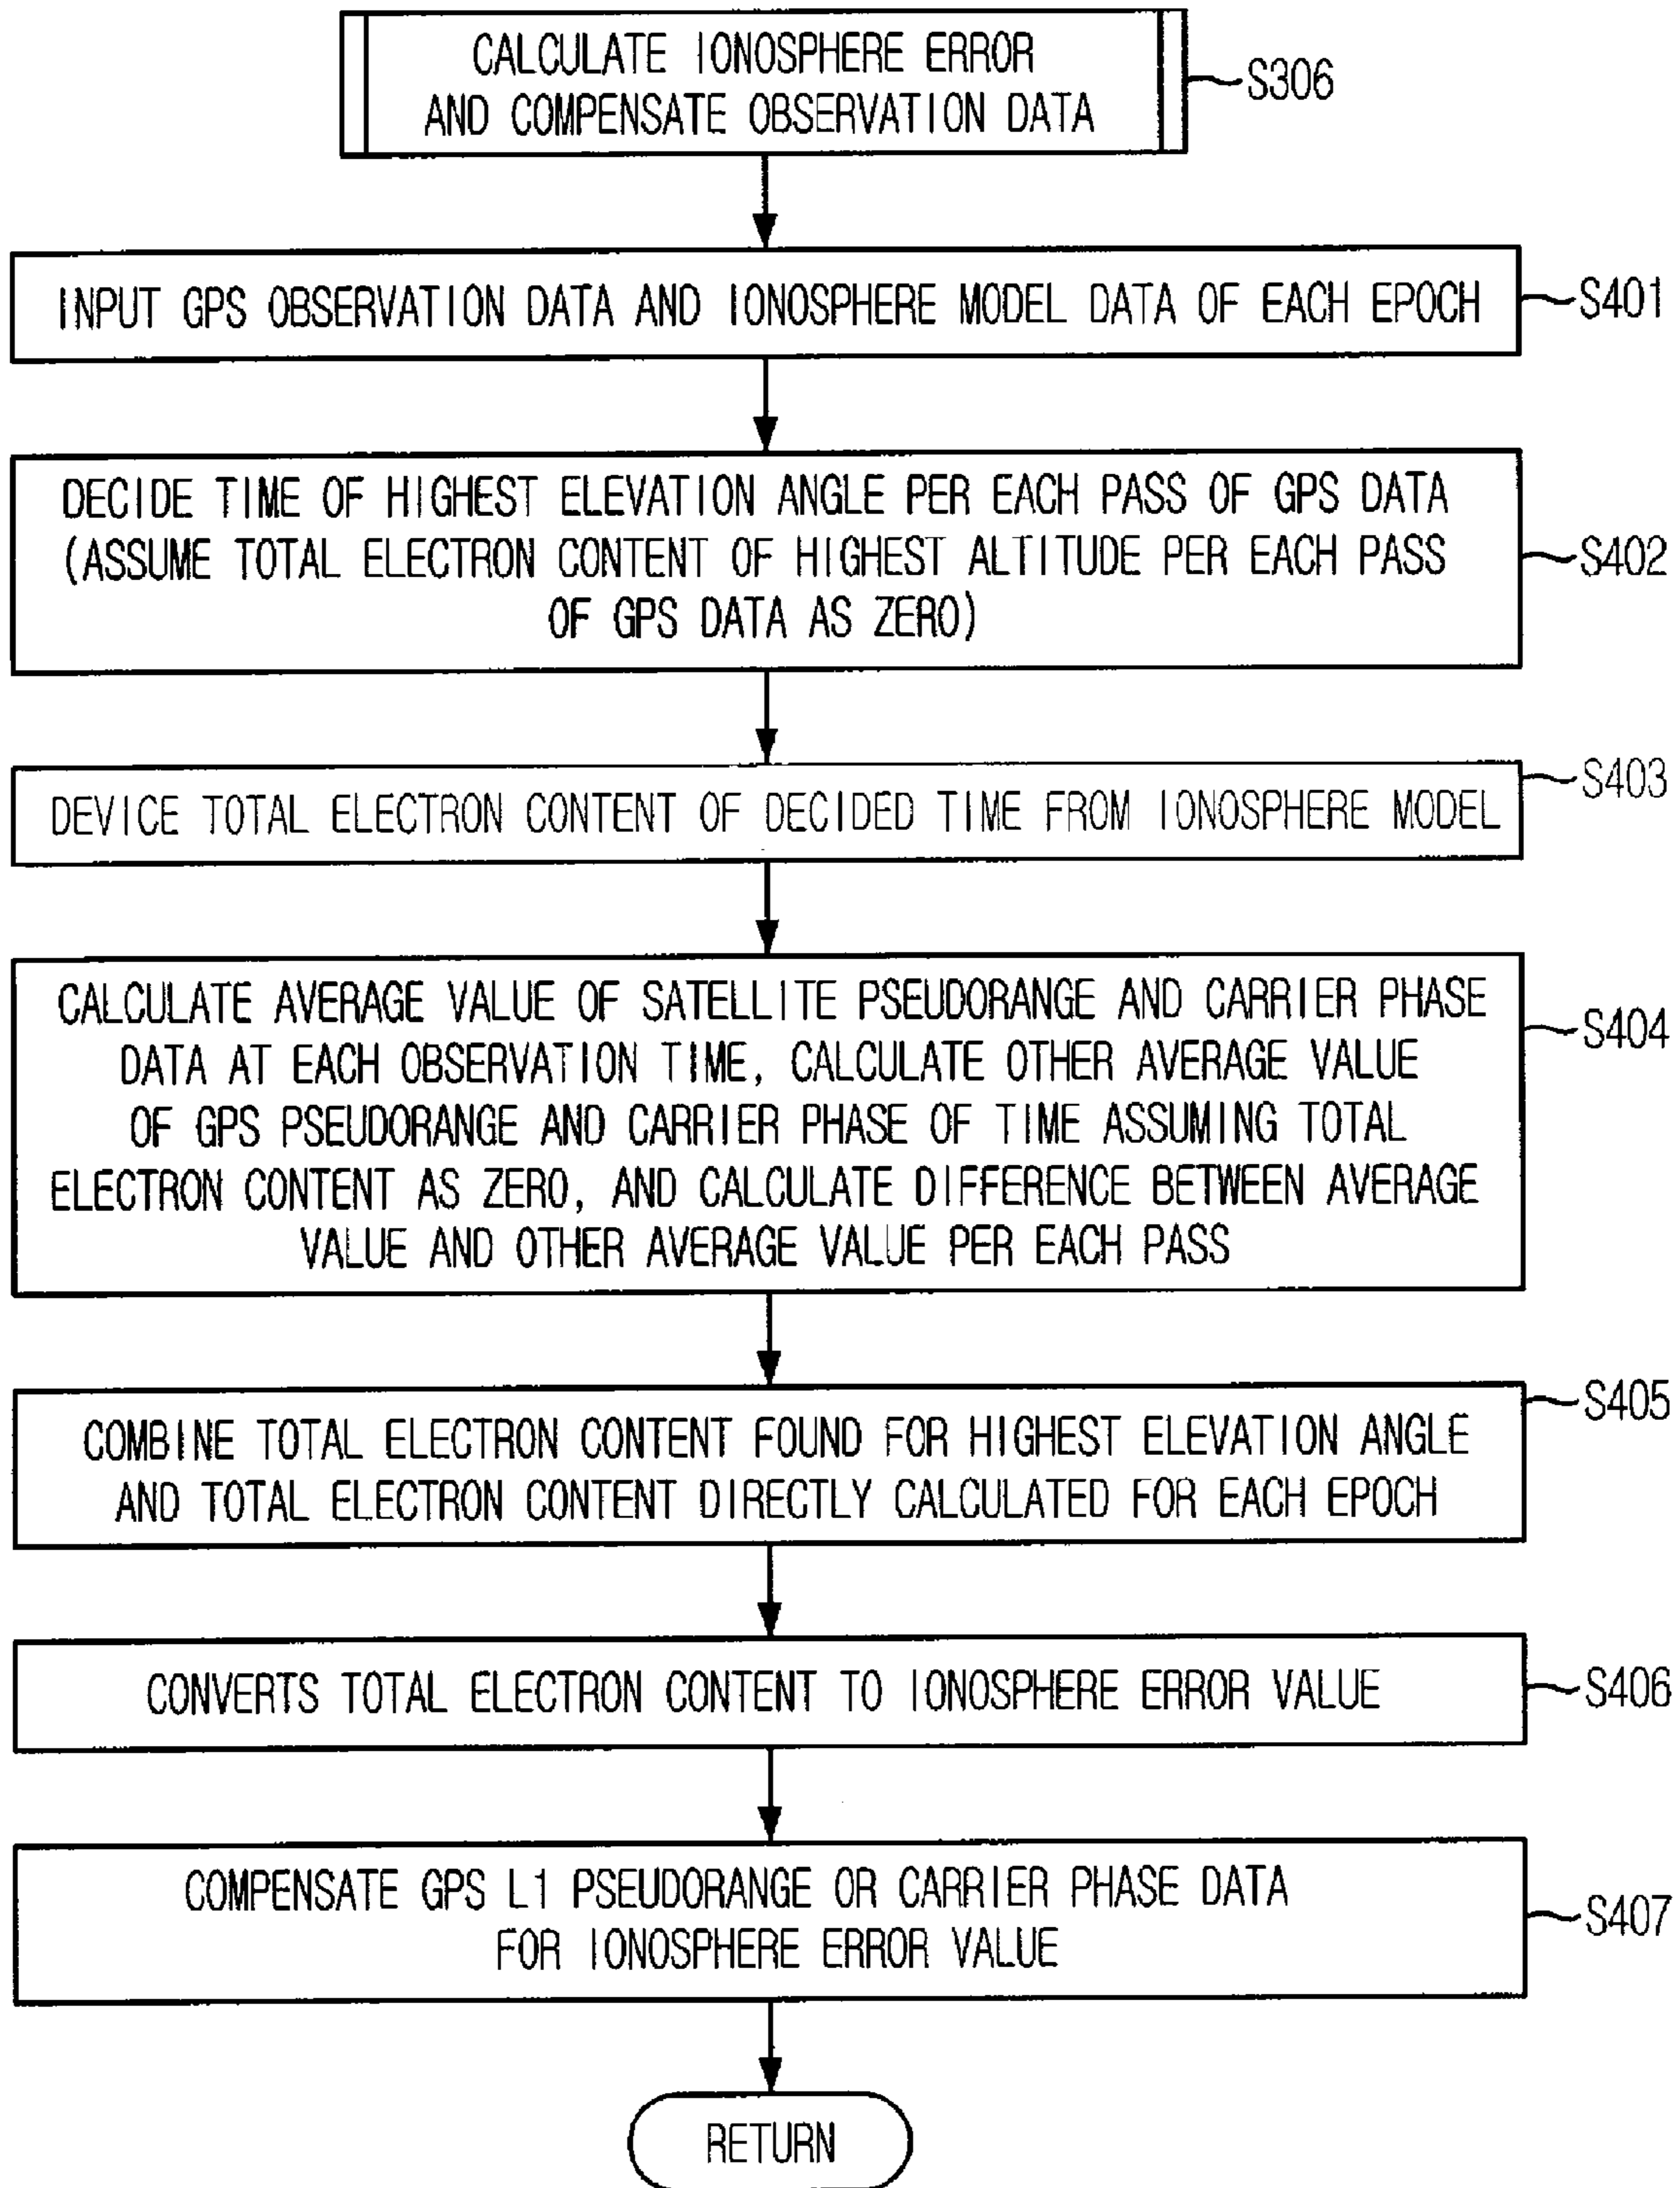 CALCULATE IONOSPHERE ERROR
AND COMPENSATE OBSERVATION DATA
S306
INPUT GPS OBSERVATION DATA AND IONOSPHERE MODEL DATA OF EACH EPOCH
S401
DECIDE TIME OF HIGHEST ELEVATION ANGLE PER EACH PASS OF GPS DATA
(ASSUME TOTAL ELECTRON CONTENT OF HIGHEST ALTITUDE PER EACH PASS
OF GPS DATA AS ZERO)
S402
DEVICE TOTAL ELECTRON CONTENT OF DECIDED TIME FROM IONOSPHERE MODEL
S403
CALCULATE AVERAGE VALUE OF SATELLITE PSEUDORANGE AND CARRIER PHASE
DATA AT EACH OBSERVATION TIME, CALCULATE OTHER AVERAGE VALUE
OF GPS PSEUDORANGE AND CARRIER PHASE OF TIME ASSUMING TOTAL
ELECTRON CONTENT AS ZERO, AND CALCULATE DIFFERENCE BETWEEN AVERAGE
VALUE AND OTHER AVERAGE VALUE PER EACH PASS
S404
COMBINE TOTAL ELECTRON CONTENT FOUND FOR HIGHEST ELEVATION ANGLE
AND TOTAL ELECTRON CONTENT DIRECTLY CALCULATED FOR EACH EPOCH
S405
CONVERTS TOTAL ELECTRON CONTENT TO IONOSPHERE ERROR VALUE
S406
COMPENSATE GPS L1 PSEUDORANGE OR CARRIER PHASE DATA
FOR IONOSPHERE ERROR VALUE
S407
RETURN